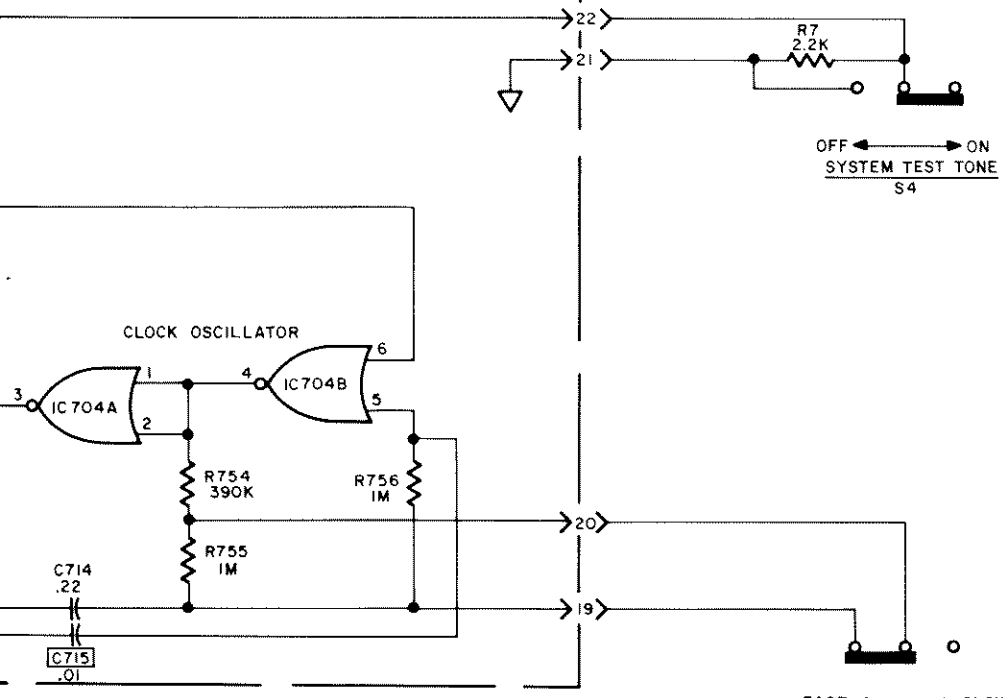 22
R7
2.2K
21
OFF ON
SYSTEM TEST TONE
S4
CLOCK OSCILLATOR
6
1
4
IC704B
3
IC704A
5
2
R754
390K
R756
1M
20
R755
1M
C714
.22
19
C715
.01